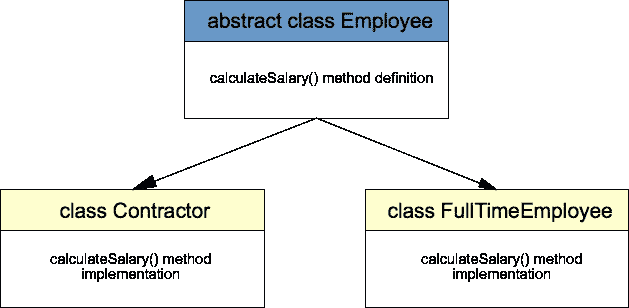 abstract class Employee
calculateSalary() method definition
class Contractor
calculateSalary() method
implementation
class FullTimeEmployee
calculateSalary() method
implementation